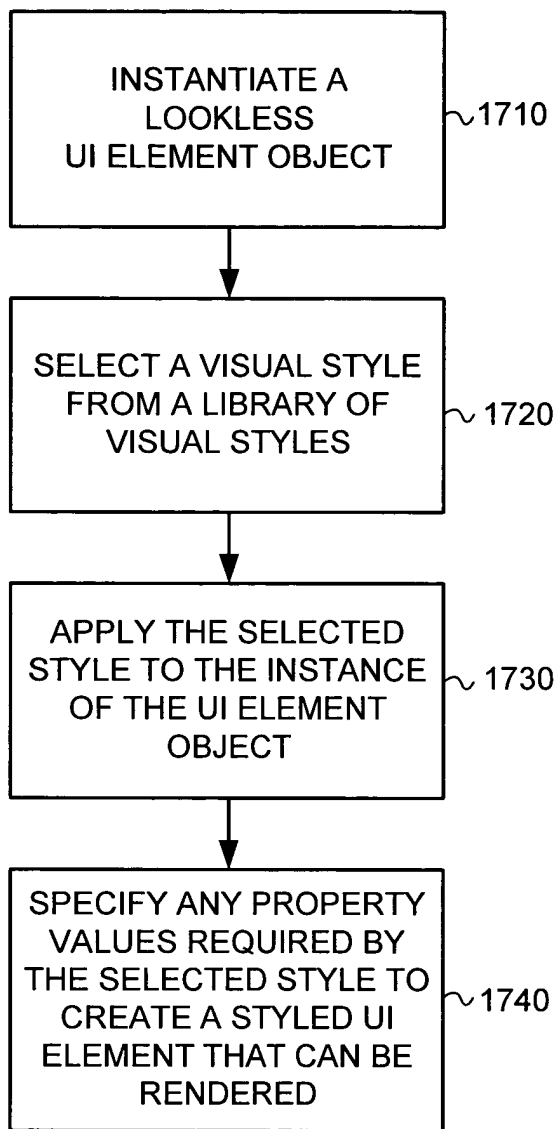 INSTANTIATE A
LOOKLESS
UI ELEMENT OBJECT
1710
SELECT A VISUAL STYLE
FROM A LIBRARY OF
VISUAL STYLES
1720
APPLY THE SELECTED
STYLE TO THE INSTANCE
OF THE UI ELEMENT
OBJECT
1730
SPECIFY ANY PROPERTY
VALUES REQUIRED BY
THE SELECTED STYLE TO
CREATE A STYLED UI
ELEMENT THAT CAN BE
RENDERED
1740